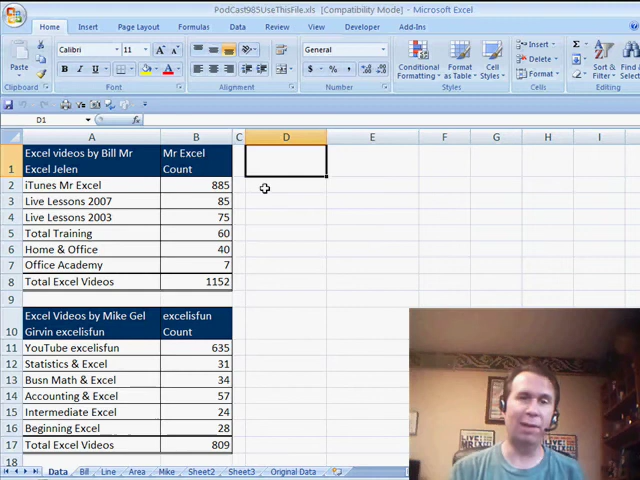 PodCast985UseThisFile.xls [Compatibility Mode] - Microsoft Excel
Home Insert Page Layout Formulas Data Review View Developer Add-Ins
Calibri 11 General
Paste
B I U
$ % ,
Conditional Formatting
Format as Table
Cell Styles
Insert
Delete
Format
Sort & Filter
Find & Select
Clipboard Font Alignment Number Styles Cells
D1 fx
A B C D E F G H I
1 Excel videos by Bill Mr Excel Jelen Mr Excel Count
2 iTunes Mr Excel 885
3 Live Lessons 2007 85
4 Live Lessons 2003 75
5 Total Training 60
6 Home & Office 40
7 Office Academy 7
8 Total Excel Videos 1152
9
10 Excel Videos by Mike Gel Girvin excelisfun excelisfun Count
11 YouTube excelisfun 635
12 Statistics & Excel 31
13 Busn Math & Excel 34
14 Accounting & Excel 57
15 Intermediate Excel 24
16 Beginning Excel 28
17 Total Excel Videos 809
18
Data Bill Line Area Mike Sheet2 Sheet3 Original Data